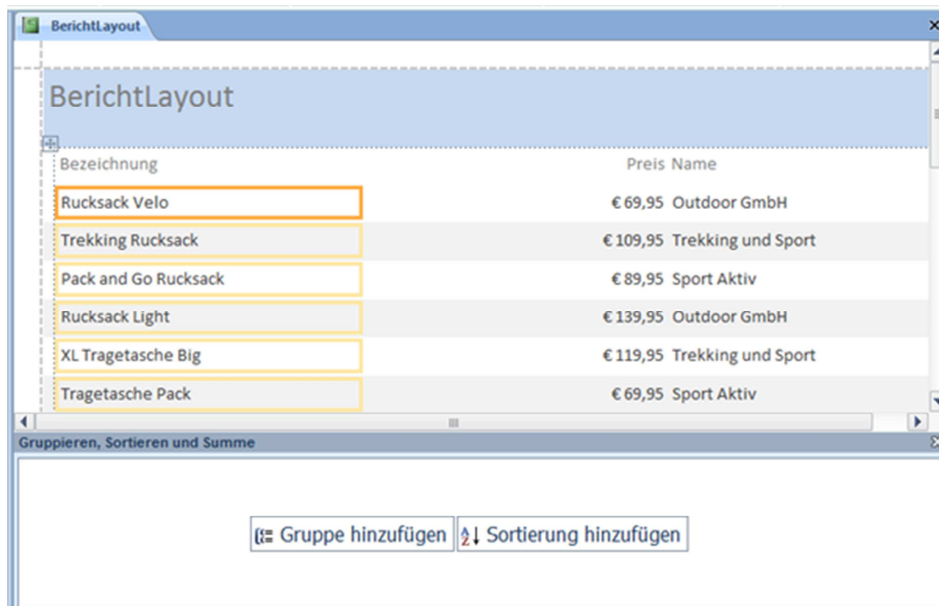 BerichtLayout
BerichtLayout
Bezeichnung Preis Name
Rucksack Velo € 69,95 Outdoor GmbH
Trekking Rucksack € 109,95 Trekking und Sport
Pack and Go Rucksack € 89,95 Sport Aktiv
Rucksack Light € 139,95 Outdoor GmbH
XL Tragetasche Big € 119,95 Trekking und Sport
Tragetasche Pack € 69,95 Sport Aktiv
Gruppieren, Sortieren und Summe
Gruppe hinzufügen Sortierung hinzufügen